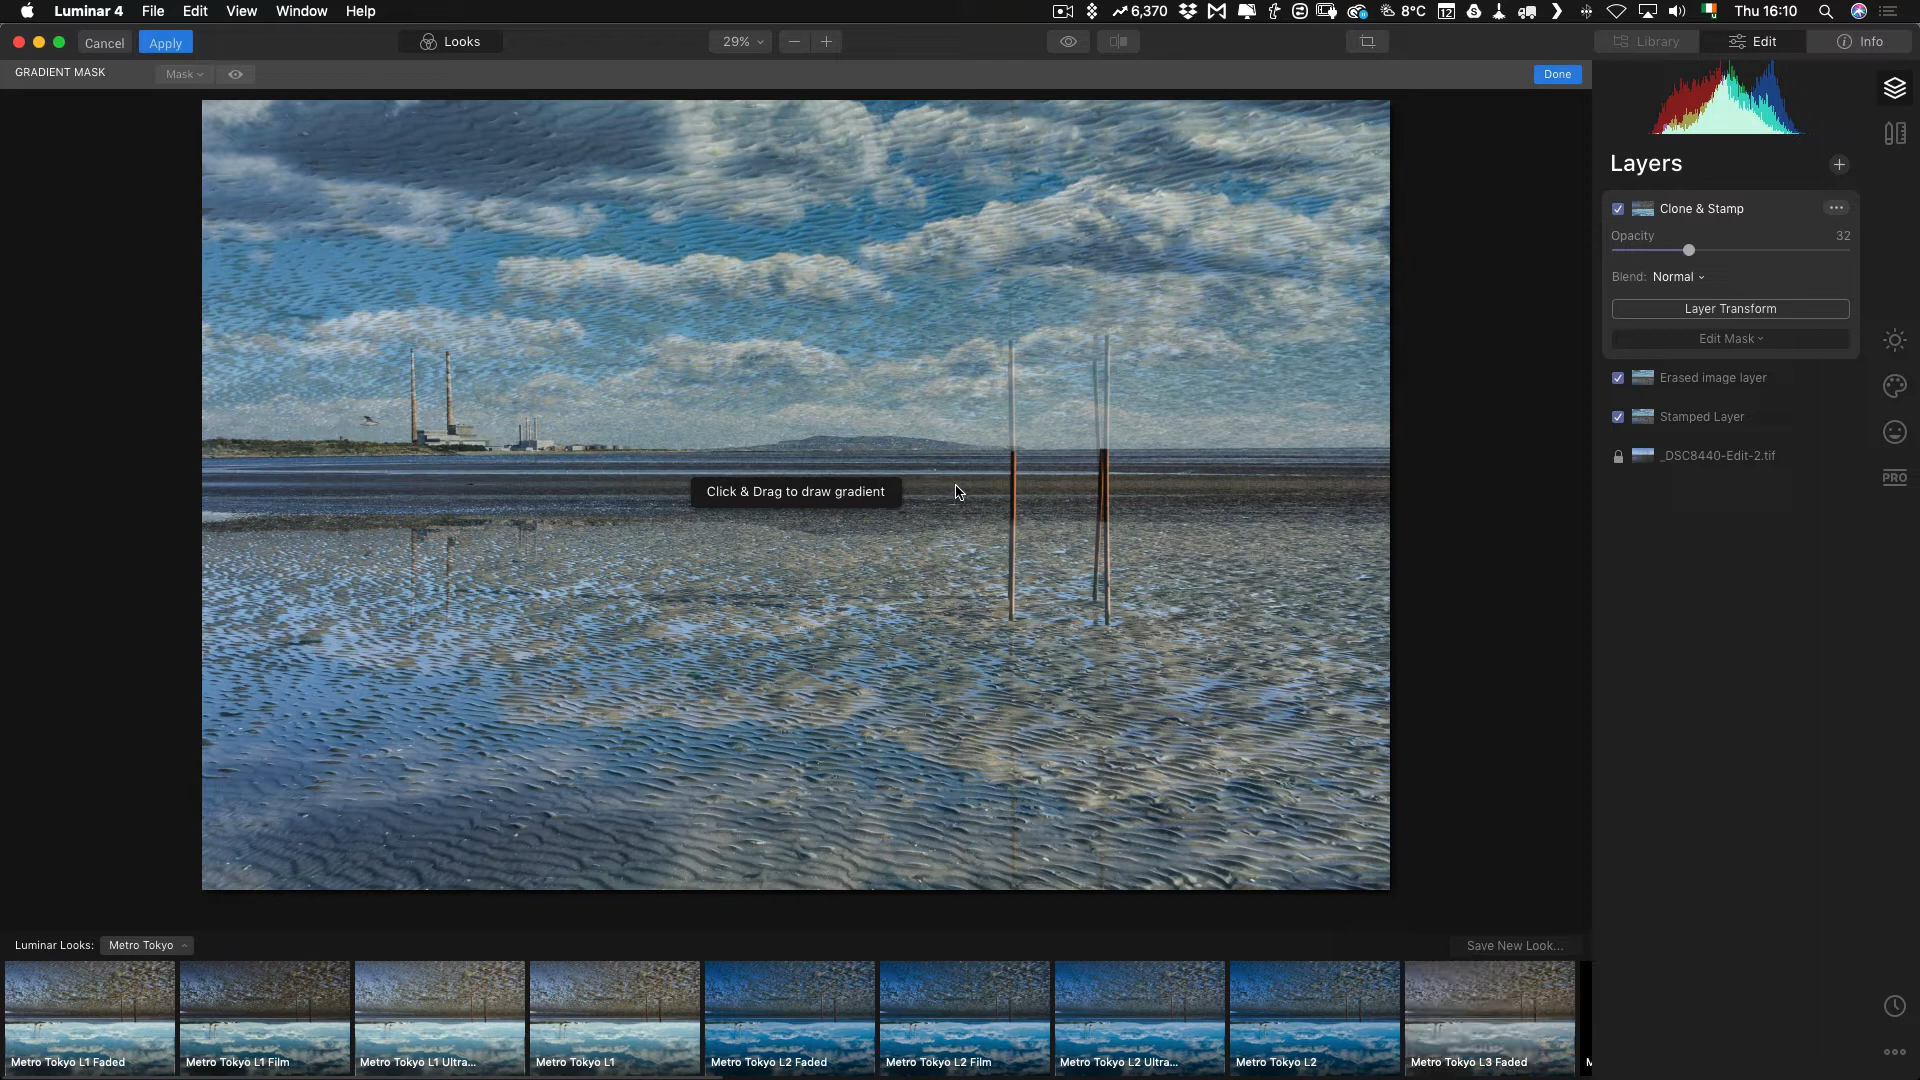 Luminar 4 File Edit View Window Help 6,370 8°C 12 Thu 16:10
Cancel Apply Looks 29% Library Edit Info
GRADIENT MASK Mask Done
Layers
Clone & Stamp
Opacity 32
Blend: Normal
Layer Transform
Edit Mask
Erased image layer
Stamped Layer
_DSC8440-Edit-2.tif
PRO
Click & Drag to draw gradient
Luminar Looks: Metro Tokyo Save New Look...
Metro Tokyo L1 Faded Metro Tokyo L1 Film Metro Tokyo L1 Ultra... Metro Tokyo L1 Metro Tokyo L2 Faded Metro Tokyo L2 Film Metro Tokyo L2 Ultra... Metro Tokyo L2 Metro Tokyo L3 Faded